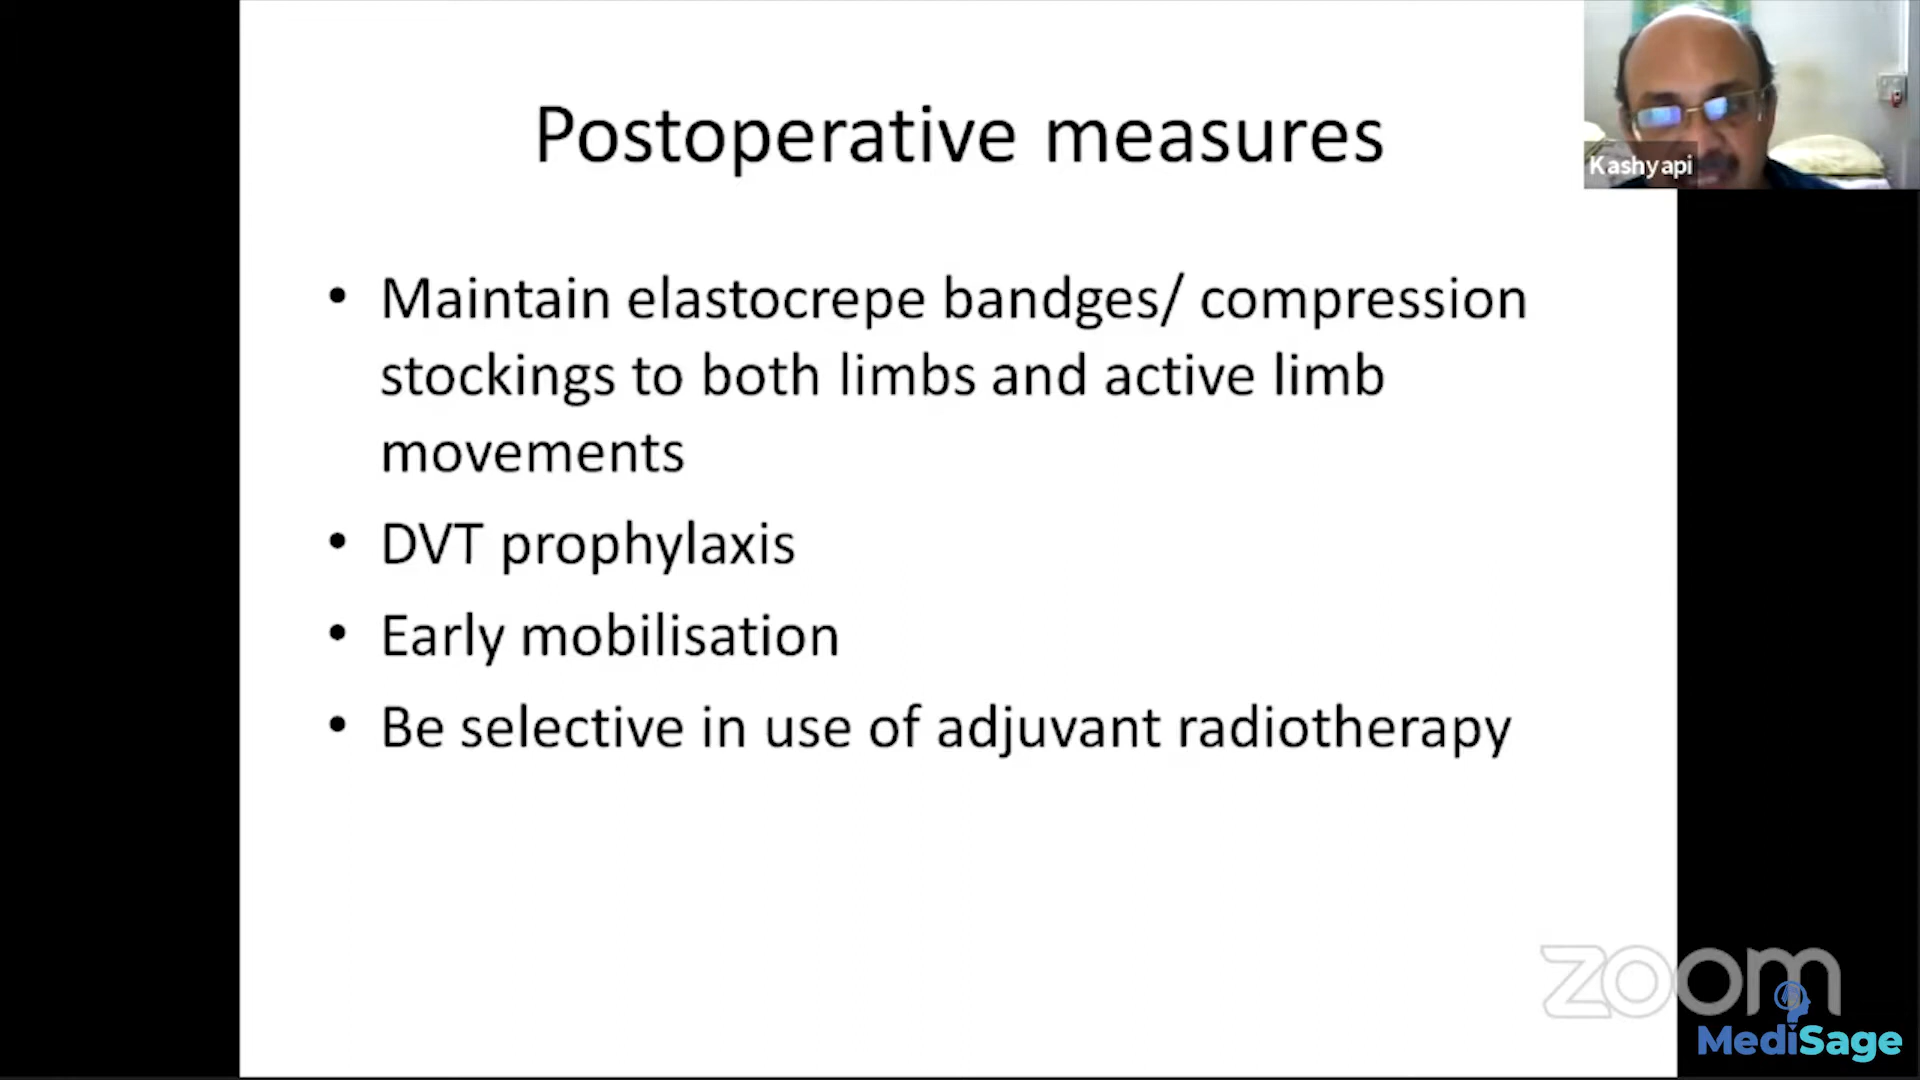 Postoperative measures
Kashyapi
• Maintain elastocrepe bandges/ compression
stockings to both limbs and active limb
movements
• DVT prophylaxis
• Early mobilisation
• Be selective in use of adjuvant radiotherapy
zoom
MediSage